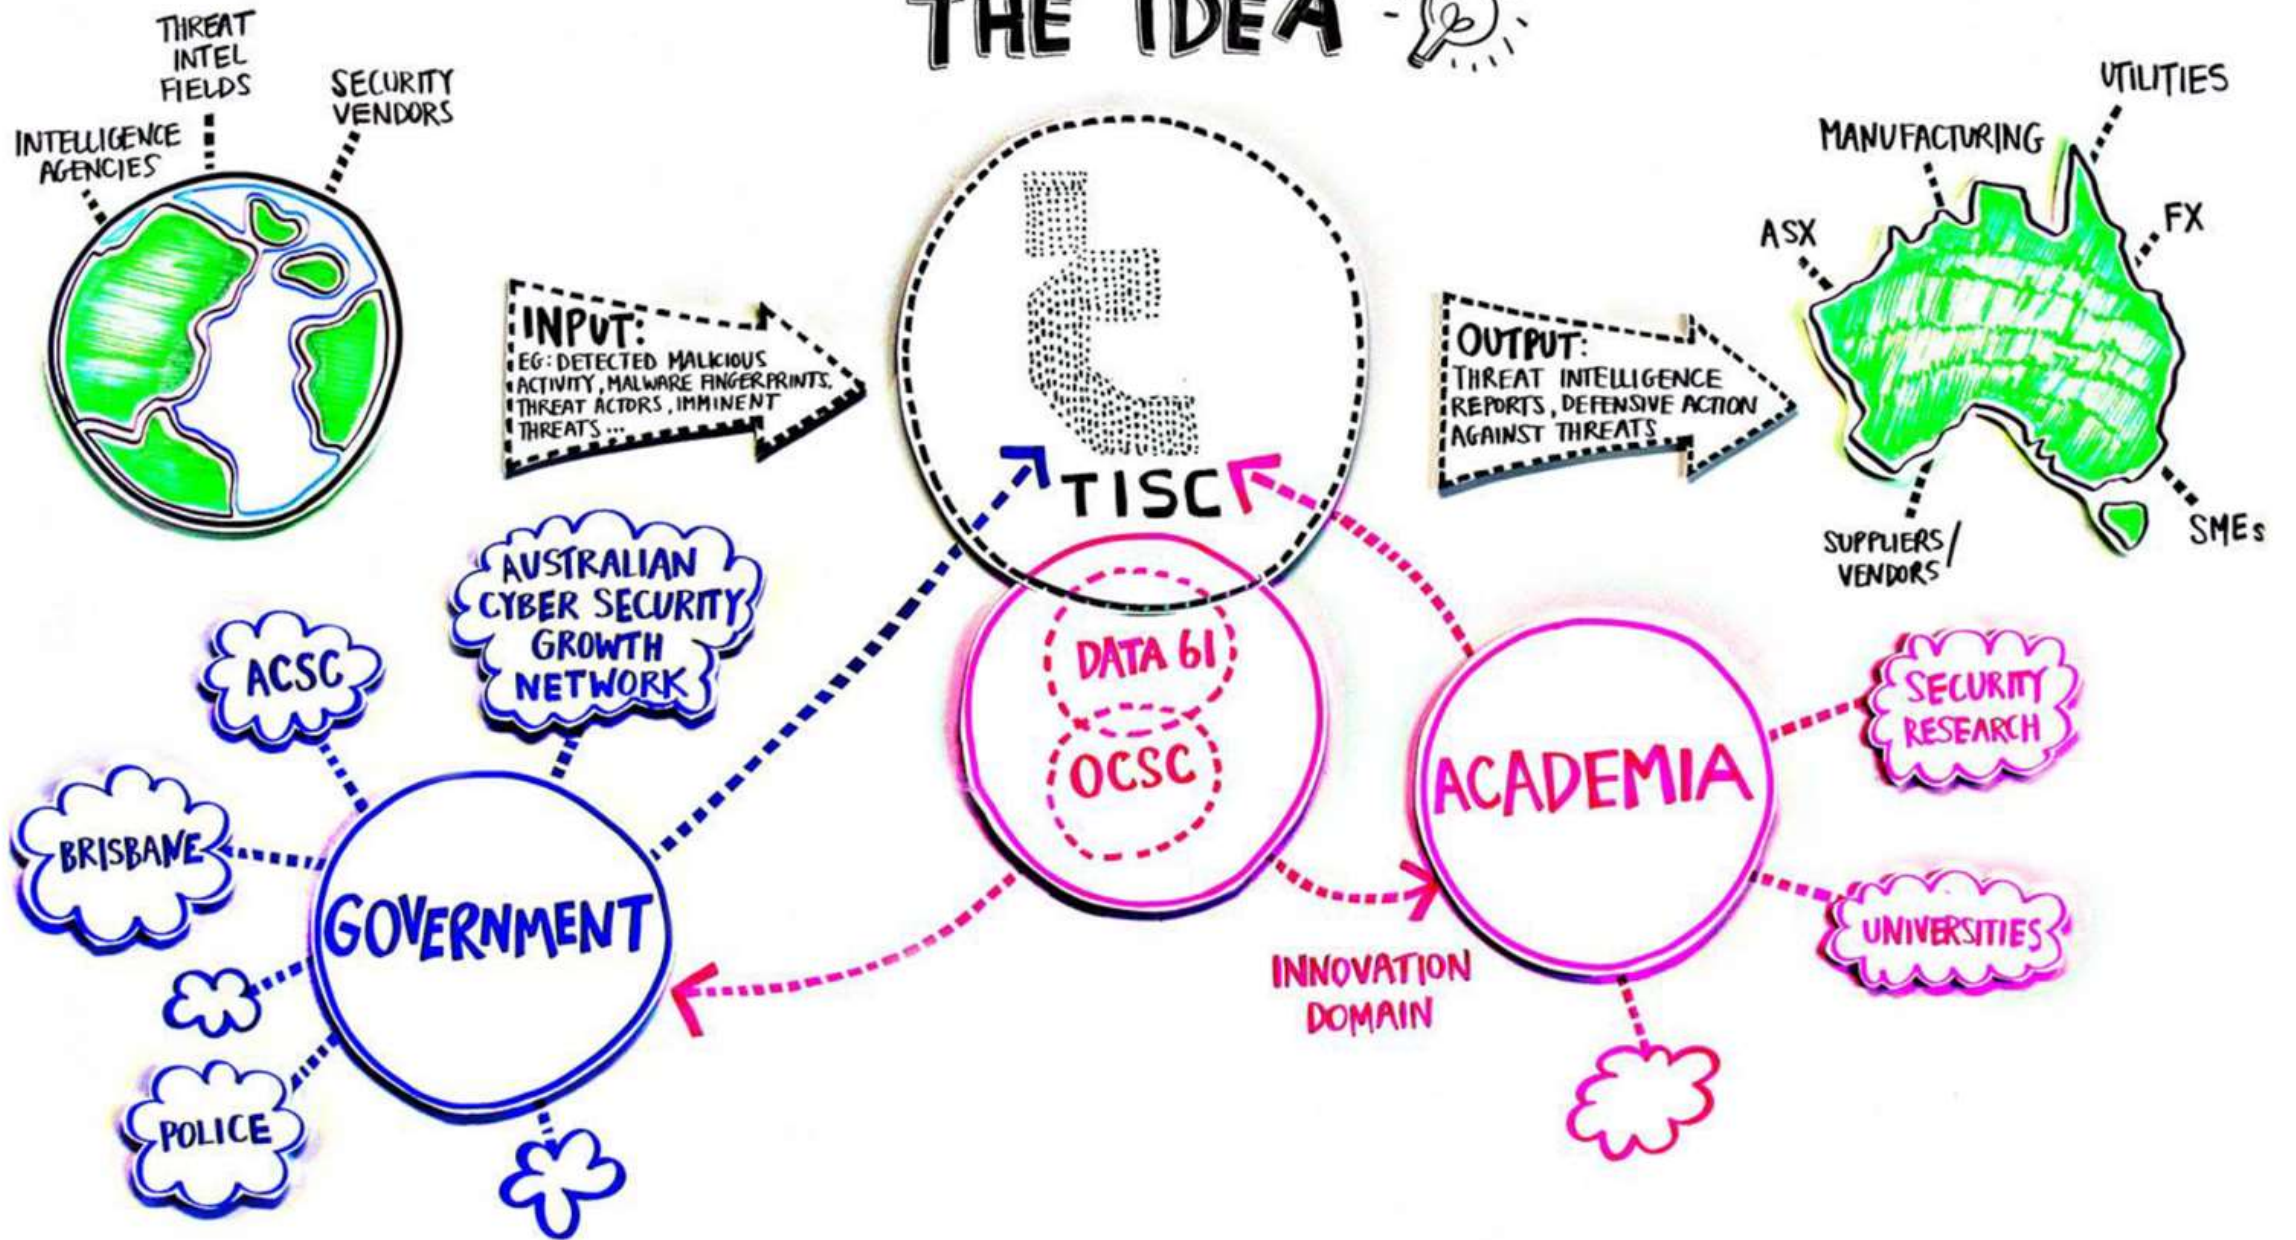 THE IDEA
THREAT
INTEL
FIELDS
SECURITY
VENDORS
INTELLIGENCE
AGENCIES
INPUT:
EG: DETECTED MALICIOUS
ACTIVITY, MALWARE FINGERPRINTS,
THREAT ACTORS, IMMINENT
THREATS...
TISC
OUTPUT:
THREAT INTELLIGENCE
REPORTS, DEFENSIVE ACTION
AGAINST THREATS
UTILITIES
MANUFACTURING
ASX
FX
SUPPLIERS/
VENDORS
SMEs
AUSTRALIAN
CYBER SECURITY
GROWTH
NETWORK
ACSC
BRISBANE
GOVERNMENT
POLICE
DATA 61
OCSC
INNOVATION
DOMAIN
ACADEMIA
SECURITY
RESEARCH
UNIVERSITIES